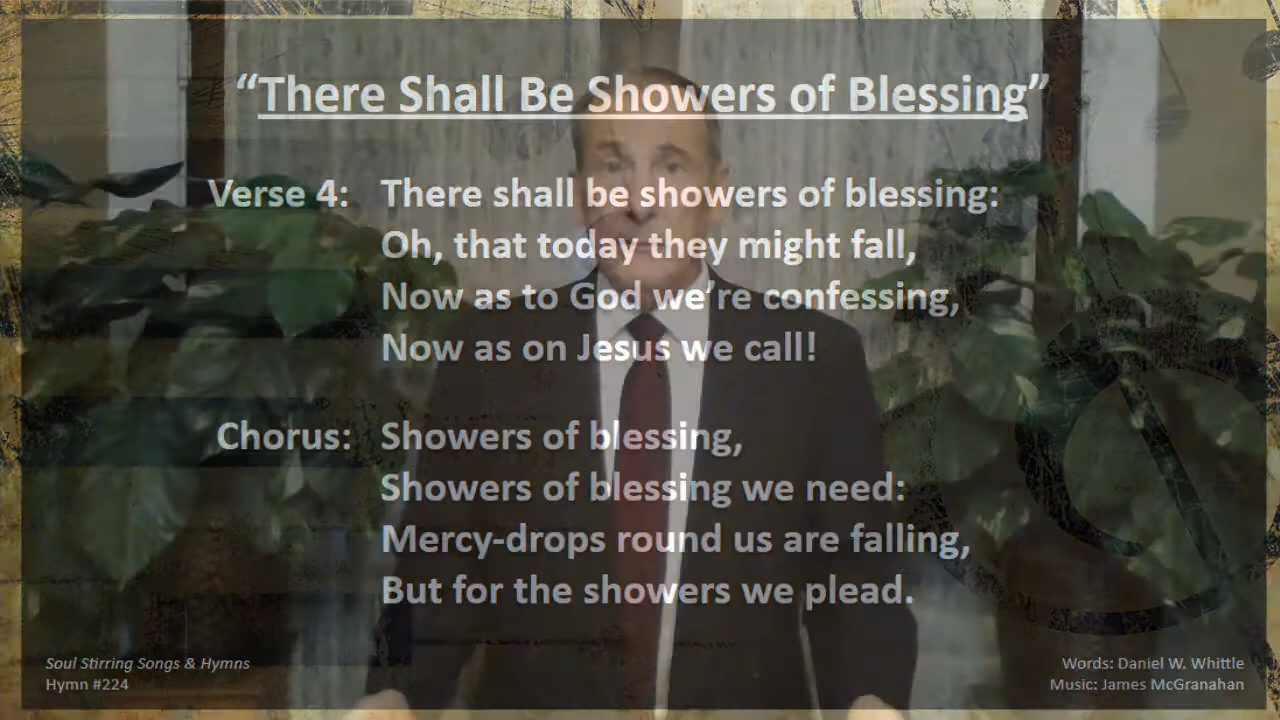 “There Shall Be Showers of Blessing”
Verse 4: There shall be showers of blessing:
Oh, that today they might fall,
Now as to God we’re confessing,
Now as on Jesus we call!
Chorus: Showers of blessing,
Showers of blessing we need:
Mercy-drops round us are falling,
But for the showers we plead.
Soul Stirring Songs & Hymns
Hymn #224
Words: Daniel W. Whittle
Music: James McGranahan